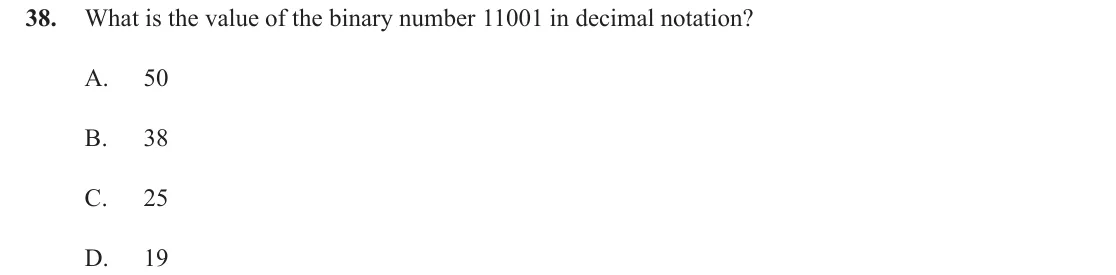 38. What is the value of the binary number 11001 in decimal notation?
A. 50
B. 38
C. 25
D. 19